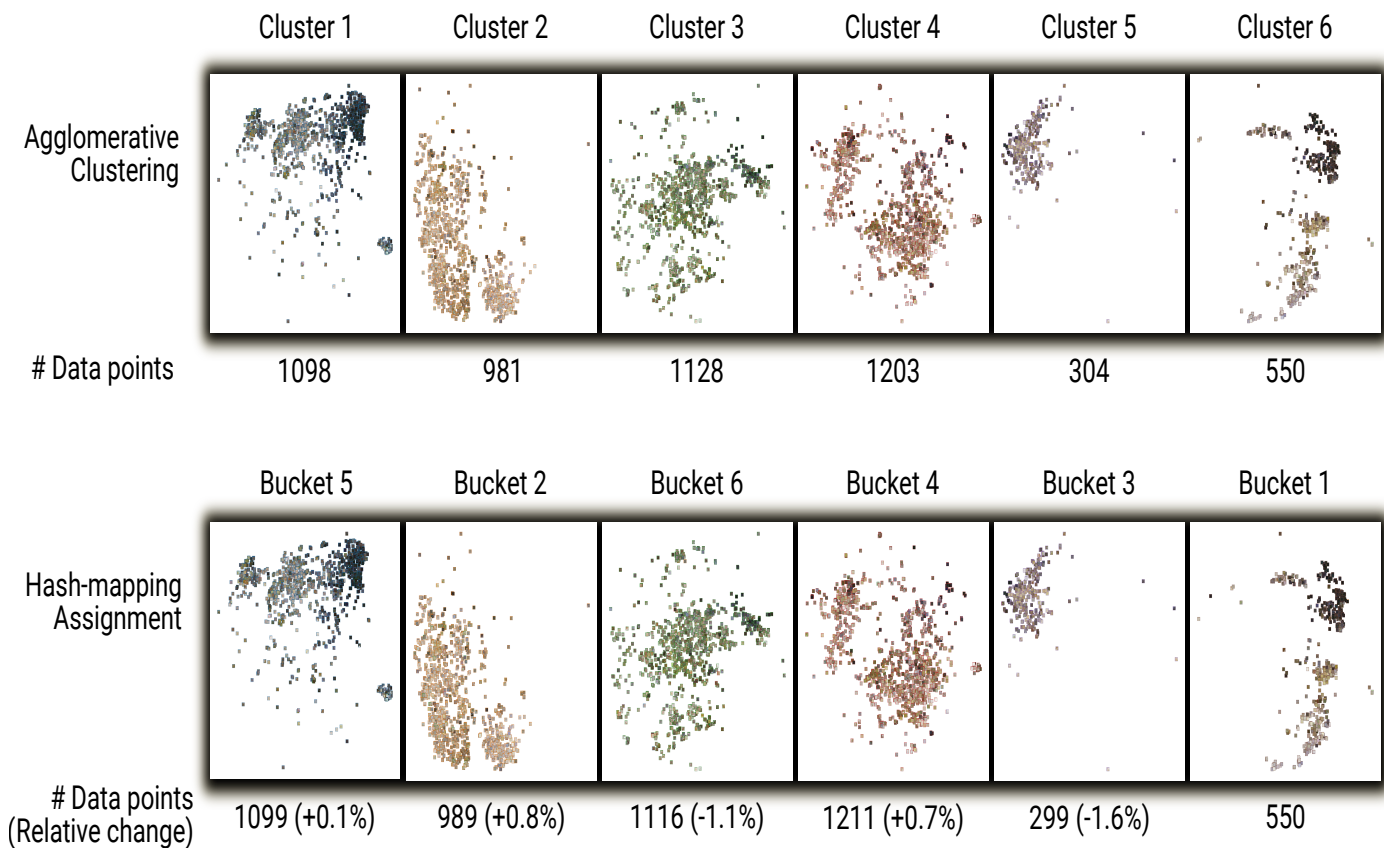 Cluster 1 Cluster 2 Cluster 3 Cluster 4 Cluster 5 Cluster 6
Agglomerative
Clustering
# Data points 1098 981 1128 1203 304 550
Bucket 5 Bucket 2 Bucket 6 Bucket 4 Bucket 3 Bucket 1
Hash-mapping
Assignment
# Data points
(Relative change) 1099 (+0.1%) 989 (+0.8%) 1116 (-1.1%) 1211 (+0.7%) 299 (-1.6%) 550